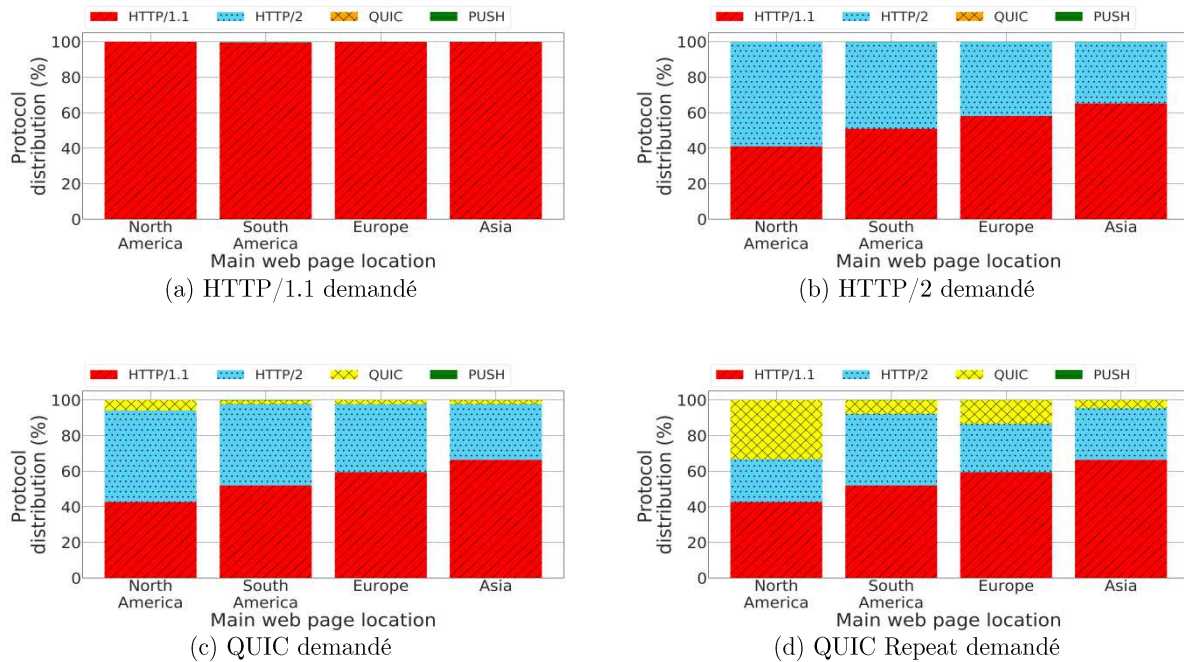 HTTP/1.1 HTTP/2 QUIC PUSH
Protocol
distribution (%)
100
80
60
40
20
0
North
America
South
America
Europe
Asia
Main web page location
(a) HTTP/1.1 demandé
HTTP/1.1 HTTP/2 QUIC PUSH
Protocol
distribution (%)
100
80
60
40
20
0
North
America
South
America
Europe
Asia
Main web page location
(b) HTTP/2 demandé
HTTP/1.1 HTTP/2 QUIC PUSH
Protocol
distribution (%)
100
80
60
40
20
0
North
America
South
America
Europe
Asia
Main web page location
(c) QUIC demandé
HTTP/1.1 HTTP/2 QUIC PUSH
Protocol
distribution (%)
100
80
60
40
20
0
North
America
South
America
Europe
Asia
Main web page location
(d) QUIC Repeat demandé